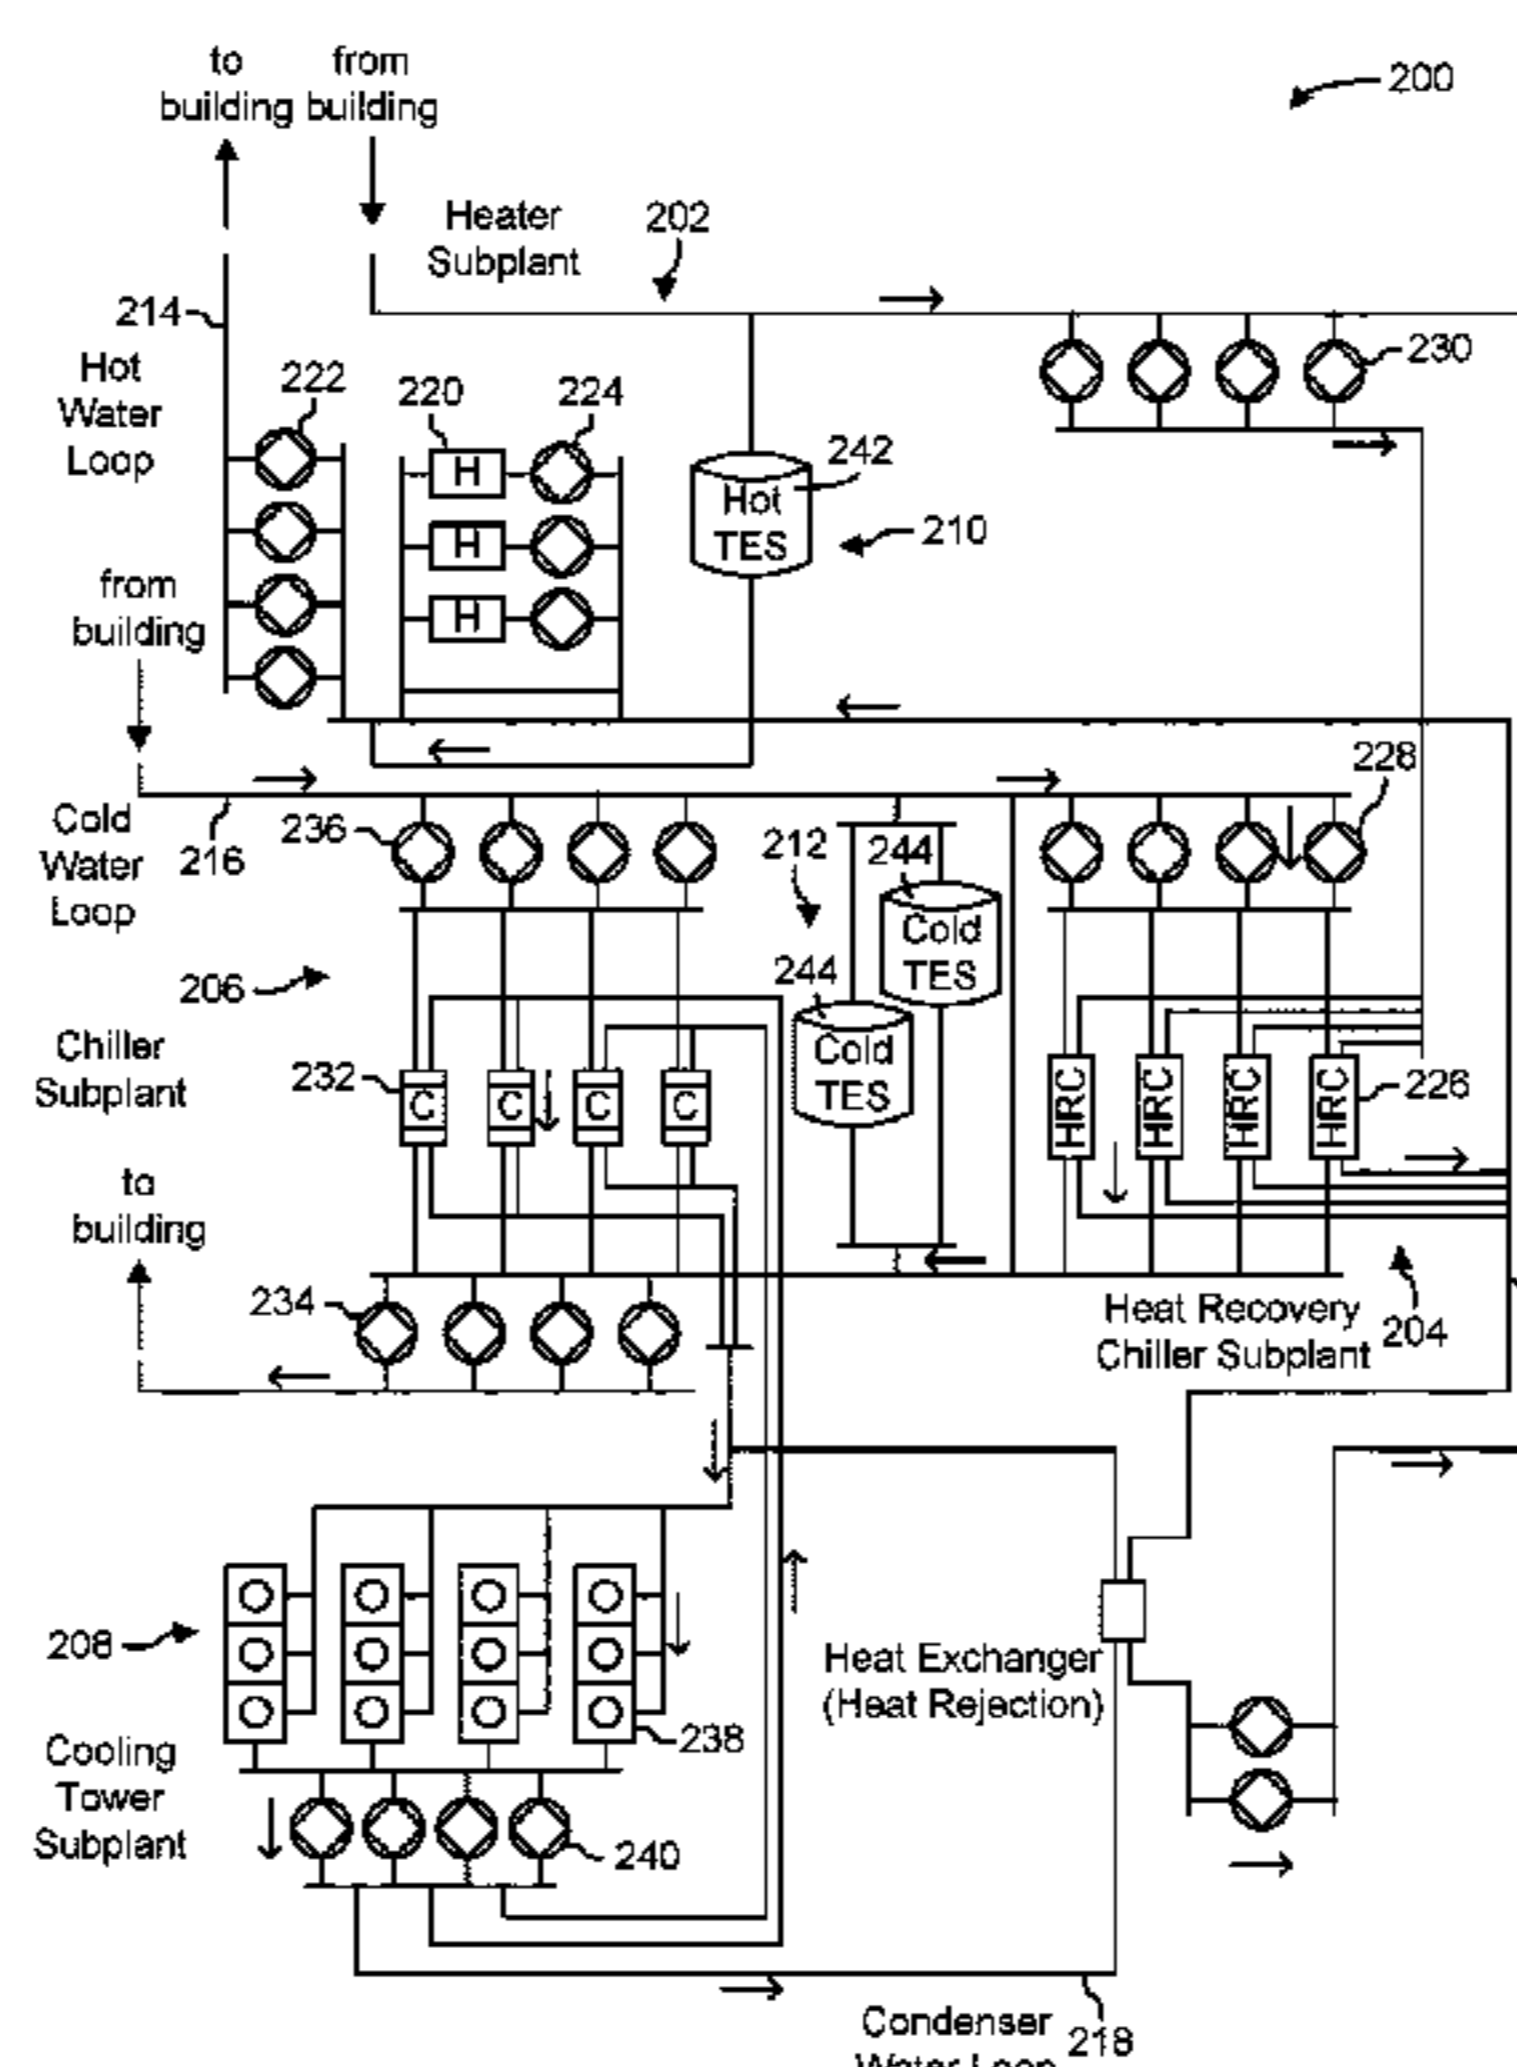 to
building
from
building
200
Heater
Subplant
202
214
Hot
Water
Loop
222
220
224
230
242
Hot
TES
210
H
H
H
from
building
228
Cold
Water
Loop
216
236
212
244
Cold
TES
244
Cold
TES
206
Chiller
Subplant
232
C
C
C
C
HRC
HRC
HRC
HRC
226
to
building
234
Heat Recovery
Chiller Subplant
204
208
Heat Exchanger
(Heat Rejection)
238
Cooling
Tower
Subplant
240
Condenser
218
Water Loop